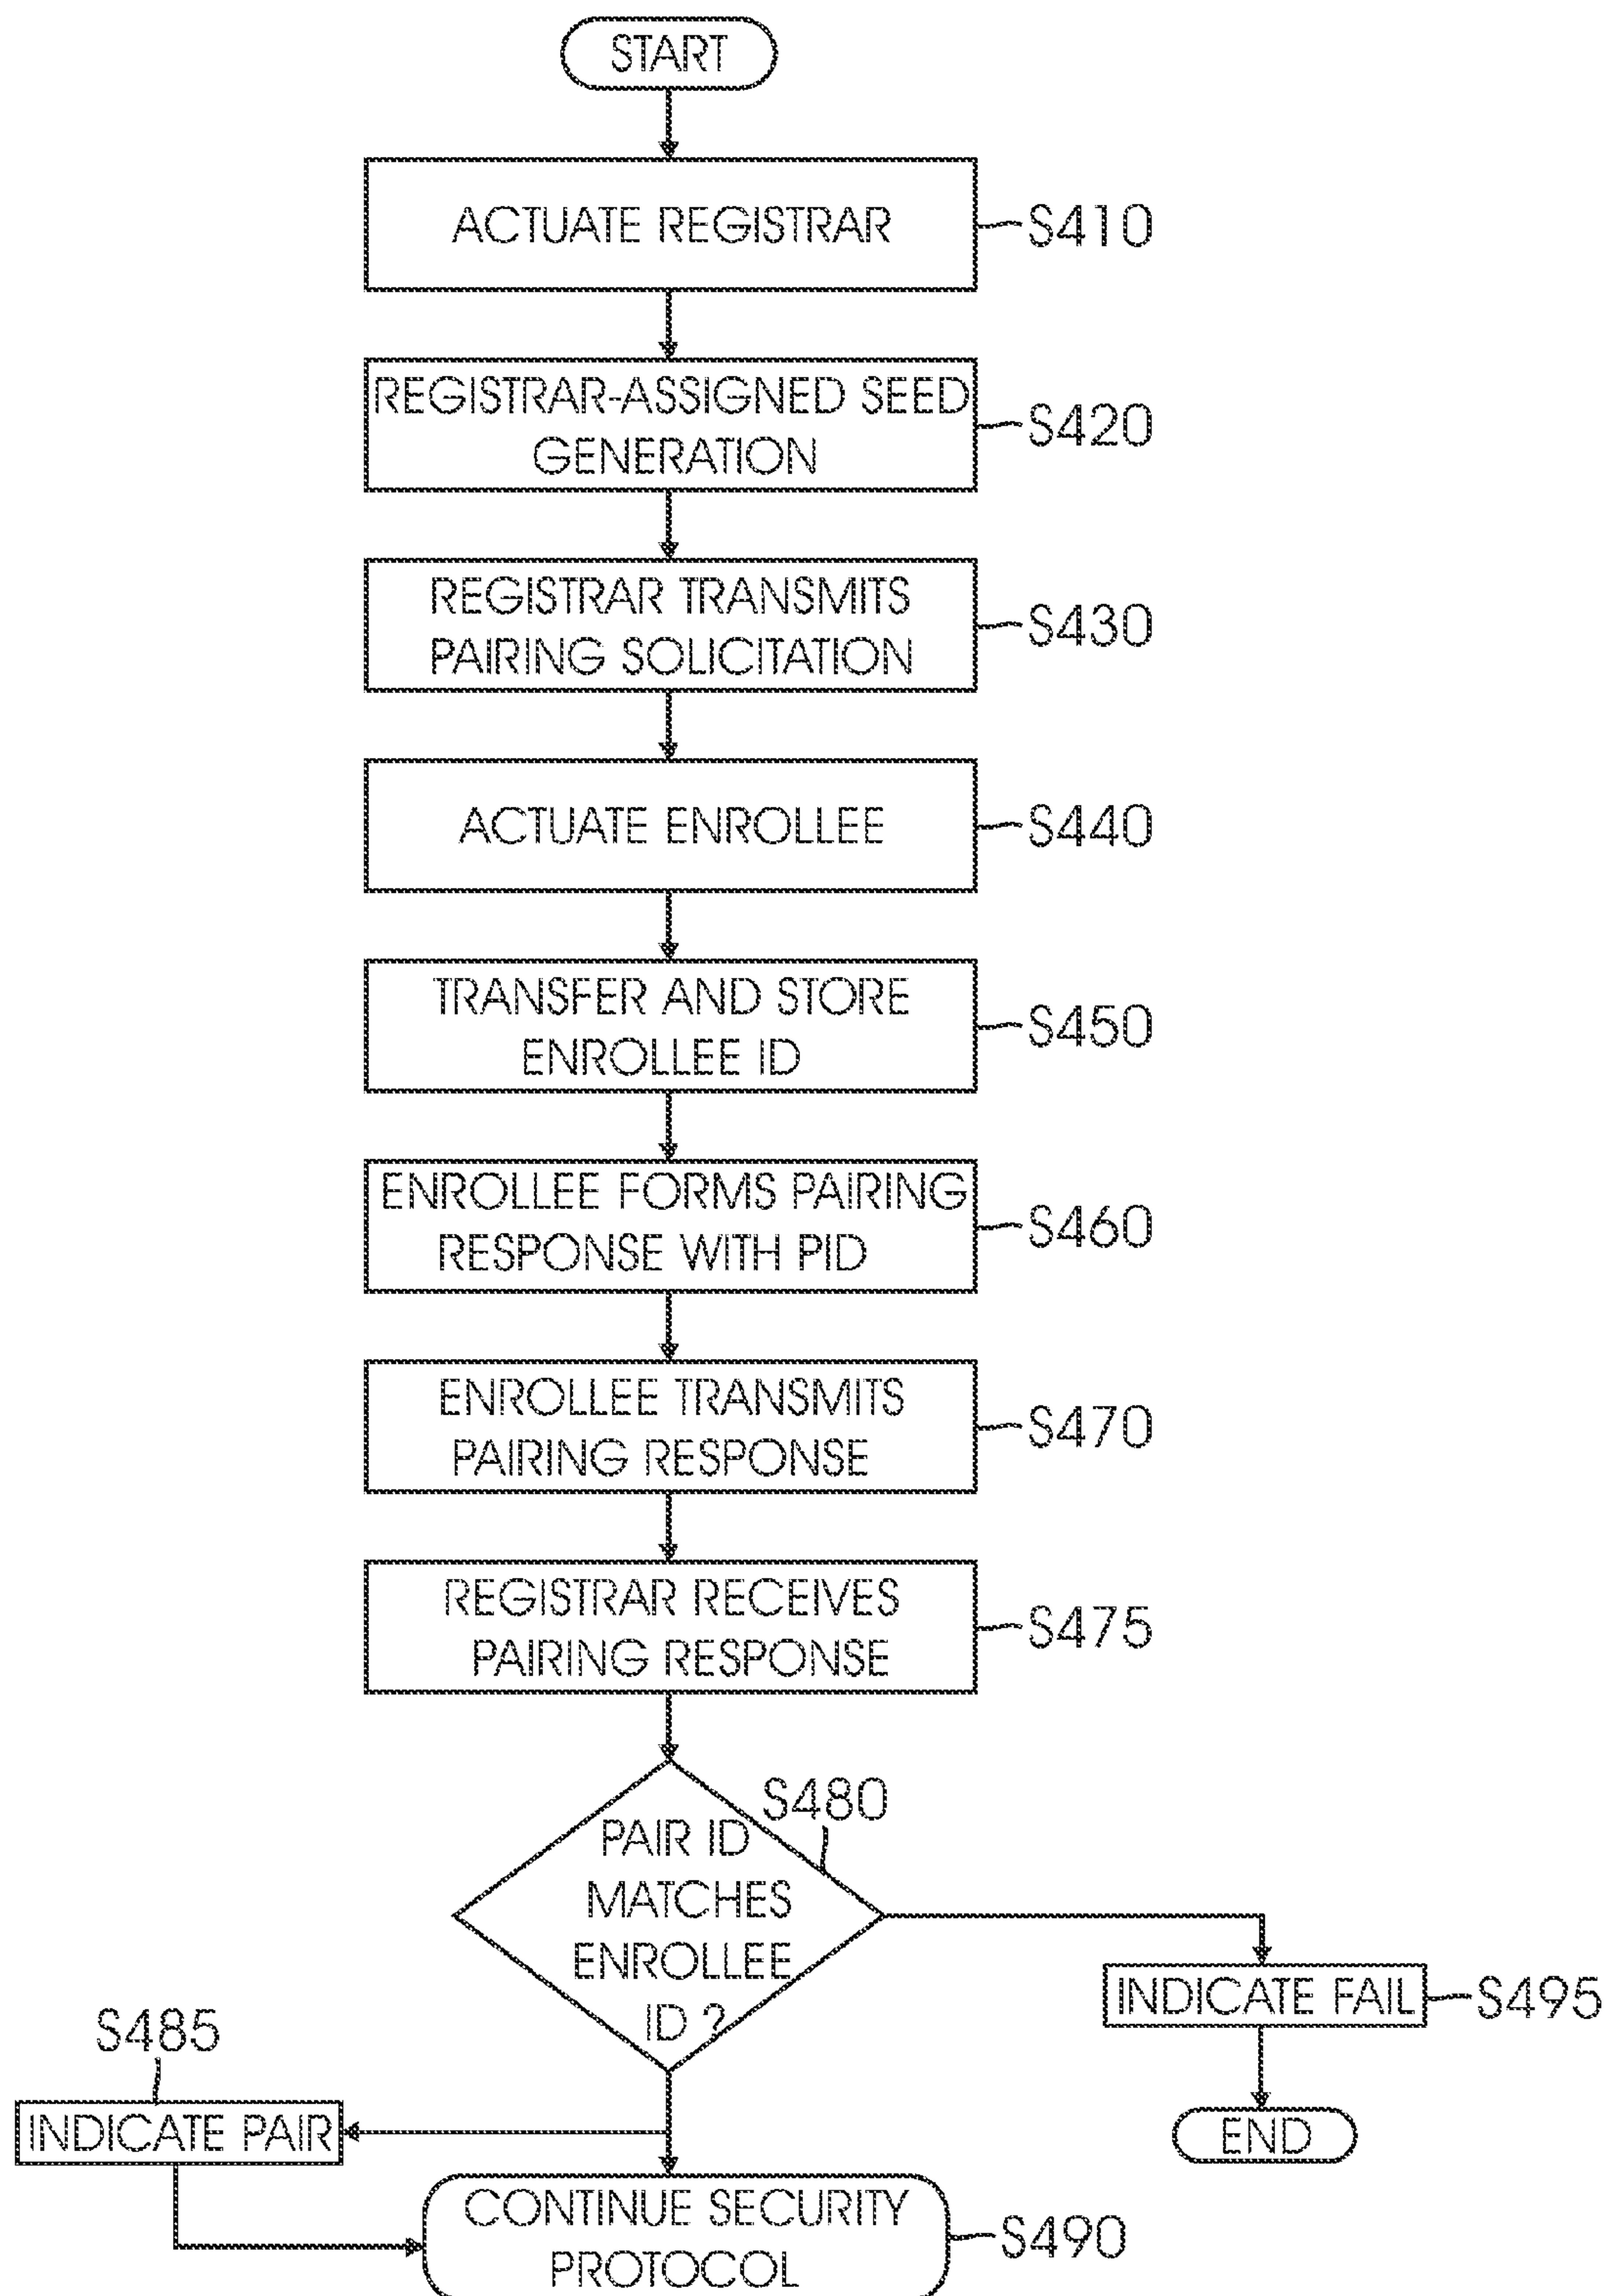 START
ACTUATE REGISTRAR
S410
REGISTRAR-ASSIGNED SEED
GENERATION
S420
REGISTRAR TRANSMITS
PAIRING SOLICITATION
S430
ACTUATE ENROLLEE
S440
TRANSFER AND STORE
ENROLLEE ID
S450
ENROLLEE FORMS PAIRING
RESPONSE WITH PID
S460
ENROLLEE TRANSMITS
PAIRING RESPONSE
S470
REGISTRAR RECEIVES
PAIRING RESPONSE
S475
S480
PAIR ID
MATCHES
ENROLLEE
ID ?
INDICATE FAIL
S495
END
S485
INDICATE PAIR
CONTINUE SECURITY
PROTOCOL
S490